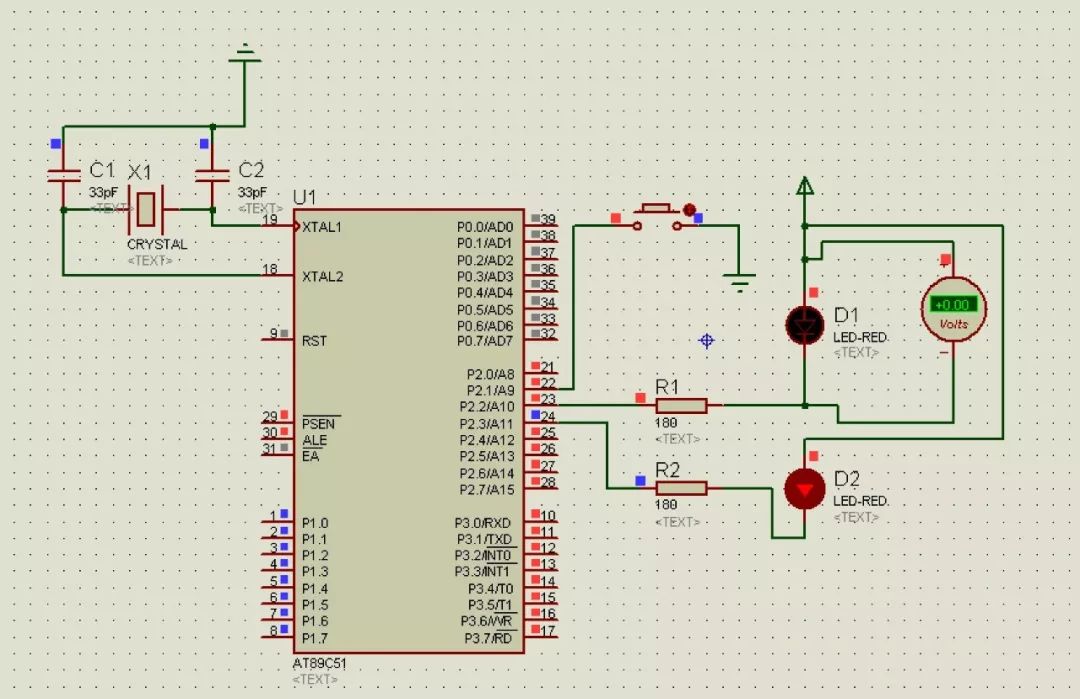 C1
33pF
<TEXT>
X1
CRYSTAL
<TEXT>
C2
33pF
<TEXT>
U1
19
XTAL1
18
XTAL2
9
RST
29
PSEN
30
ALE
31
EA
1
P1.0
2
P1.1
3
P1.2
4
P1.3
5
P1.4
6
P1.5
7
P1.6
8
P1.7
P0.0/AD0
39
P0.1/AD1
38
P0.2/AD2
37
P0.3/AD3
36
P0.4/AD4
35
P0.5/AD5
34
P0.6/AD6
33
P0.7/AD7
32
P2.0/A8
21
P2.1/A9
22
P2.2/A10
23
P2.3/A11
24
P2.4/A12
25
P2.5/A13
26
P2.6/A14
27
P2.7/A15
28
P3.0/RXD
10
P3.1/TXD
11
P3.2/INT0
12
P3.3/INT1
13
P3.4/T0
14
P3.5/T1
15
P3.6/WR
16
P3.7/RD
17
AT89C51
<TEXT>
R1
180
<TEXT>
R2
180
<TEXT>
D1
LED-RED
<TEXT>
+0.00
Volts
D2
LED-RED
<TEXT>